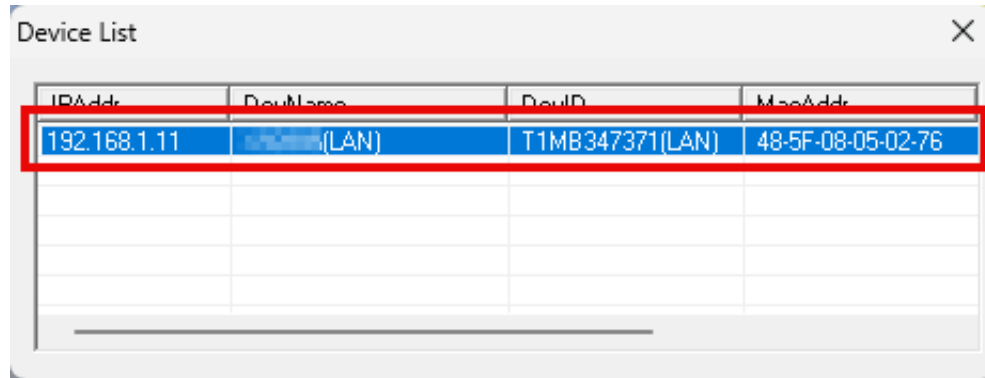 Device List
IPAddr DevName DevID MacAddr
192.168.1.11 (LAN) T1MB347371(LAN) 48-5F-08-05-02-76